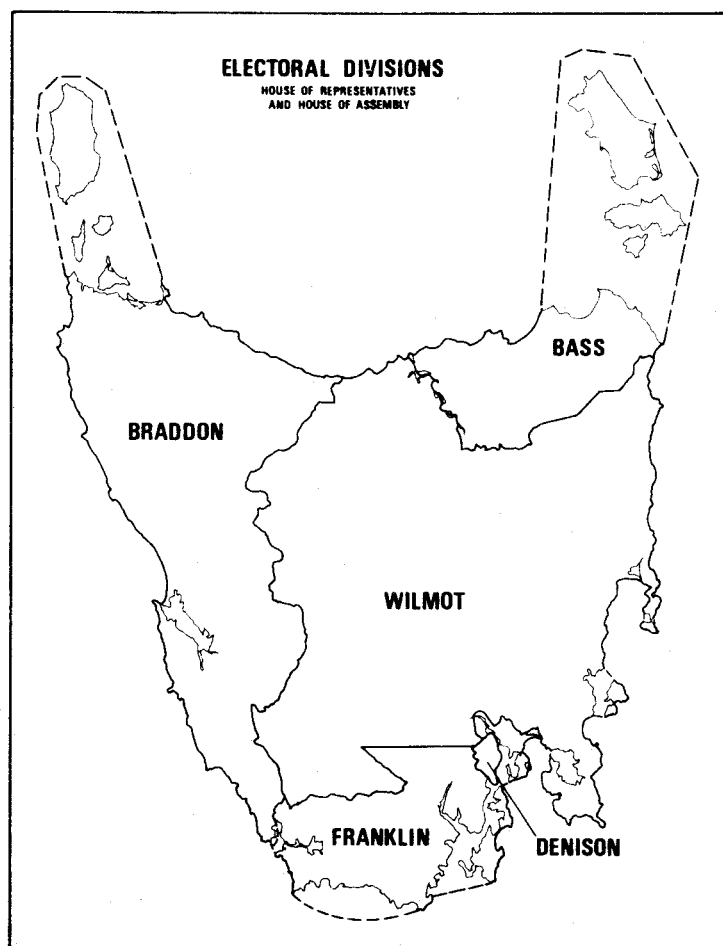 ELECTORAL DIVISIONS
HOUSE OF REPRESENTATIVES
AND HOUSE OF ASSEMBLY
BASS
BRADDON
WILMOT
FRANKLIN
DENISON